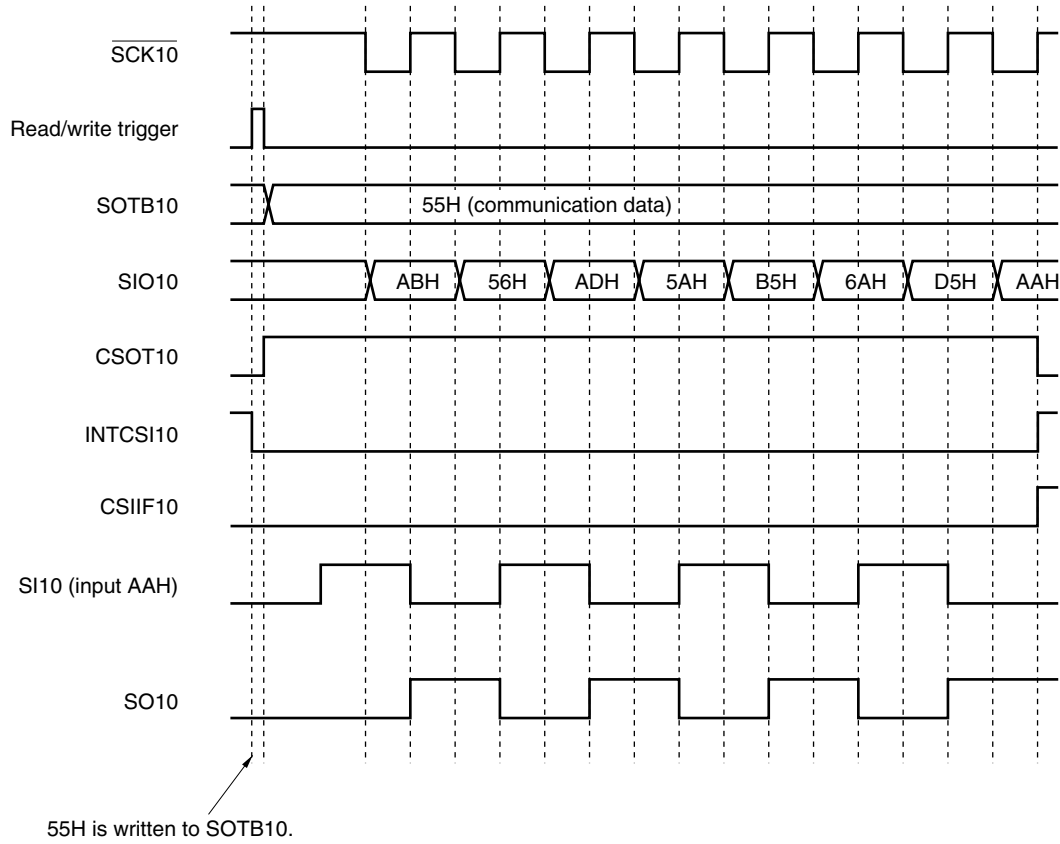 SCK10
Read/write trigger
SOTB10
55H (communication data)
SIO10
ABH 56H ADH 5AH B5H 6AH D5H AAH
CSOT10
INTCSI10
CSIIF10
SI10 (input AAH)
SO10
55H is written to SOTB10.